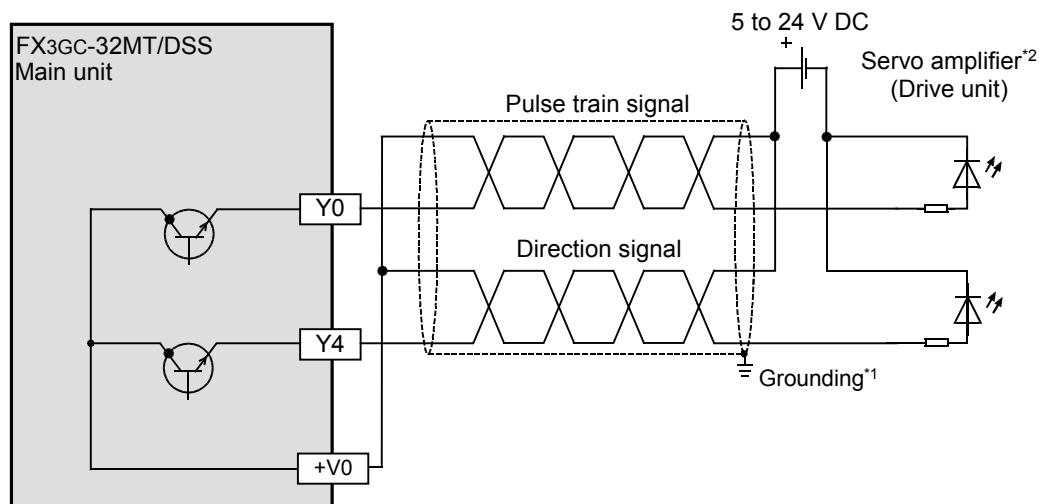 5 to 24 V DC
+
FX3GC-32MT/DSS
Main unit
Servo amplifier*2
(Drive unit)
Pulse train signal
Y0
Direction signal
Y4
Grounding*1
+V0